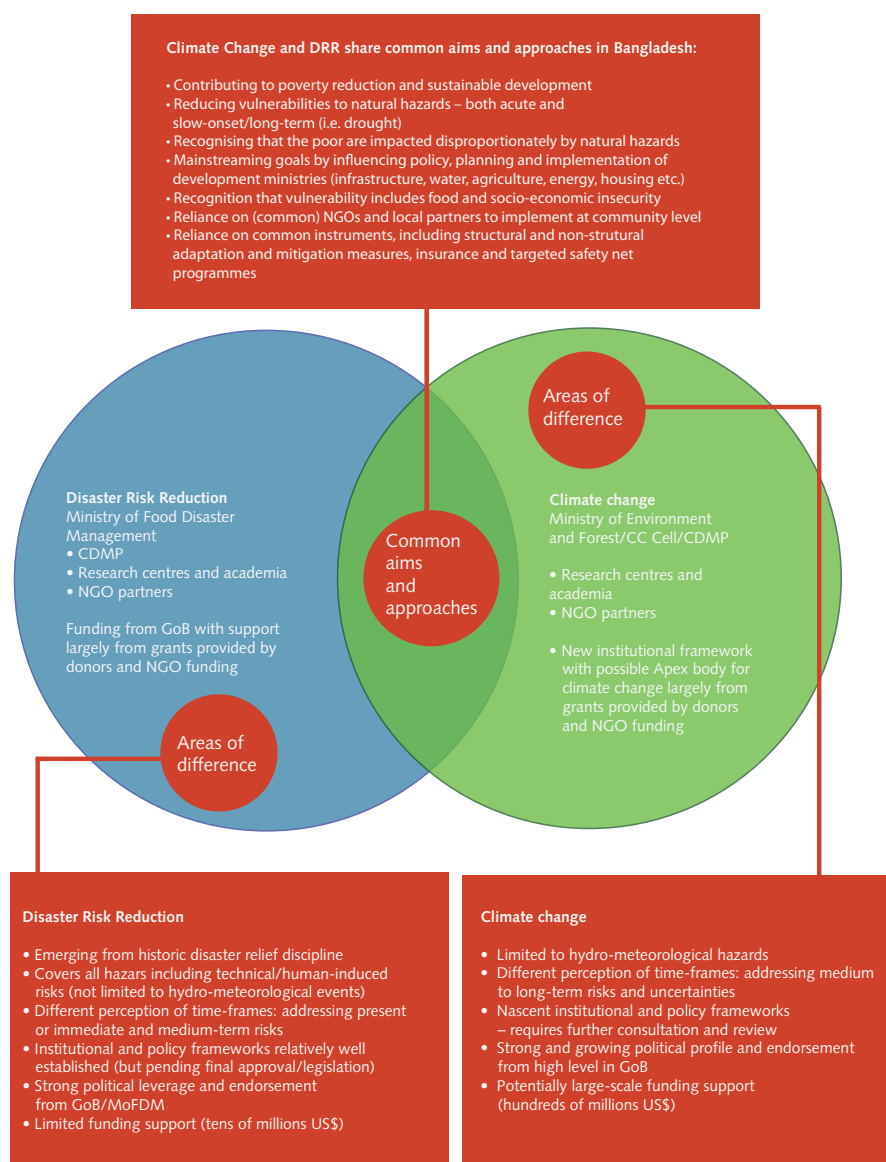 Climate Change and DRR share common aims and approaches in Bangladesh:
• Contributing to poverty reduction and sustainable development
• Reducing vulnerabilities to natural hazards – both acute and
slow-onset/long-term (i.e. drought)
• Recognising that the poor are impacted disproportionately by natural hazards
• Mainstreaming goals by influencing policy, planning and implementation of
development ministries (infrastructure, water, agriculture, energy, housing etc.)
• Recognition that vulnerability includes food and socio-economic insecurity
• Reliance on (common) NGOs and local partners to implement at community level
• Reliance on common instruments, including structural and non-strutural
adaptation and mitigation measures, insurance and targeted safety net
programmes
Areas of
difference
Disaster Risk Reduction
Ministry of Food Disaster
Management
• CDMP
• Research centres and academia
• NGO partners
Funding from GoB with support
largely from grants provided by
donors and NGO funding
Common
aims
and
approaches
Climate change
Ministry of Environment
and Forest/CC Cell/CDMP
• Research centres and
academia
• NGO partners
• New institutional framework
with possible Apex body for
climate change largely from
grants provided by donors
and NGO funding
Areas of
difference
Disaster Risk Reduction
• Emerging from historic disaster relief discipline
• Covers all hazars including technical/human-induced
risks (not limited to hydro-meteorological events)
• Different perception of time-frames: addressing present
or immediate and medium-term risks
• Institutional and policy frameworks relatively well
established (but pending final approval/legislation)
• Strong political leverage and endorsement
from GoB/MoFDM
• Limited funding support (tens of millions US$)
Climate change
• Limited to hydro-meteorological hazards
• Different perception of time-frames: addressing medium
to long-term risks and uncertainties
• Nascent institutional and policy frameworks
– requires further consultation and review
• Strong and growing political profile and endorsement
from high level in GoB
• Potentially large-scale funding support
(hundreds of millions US$)